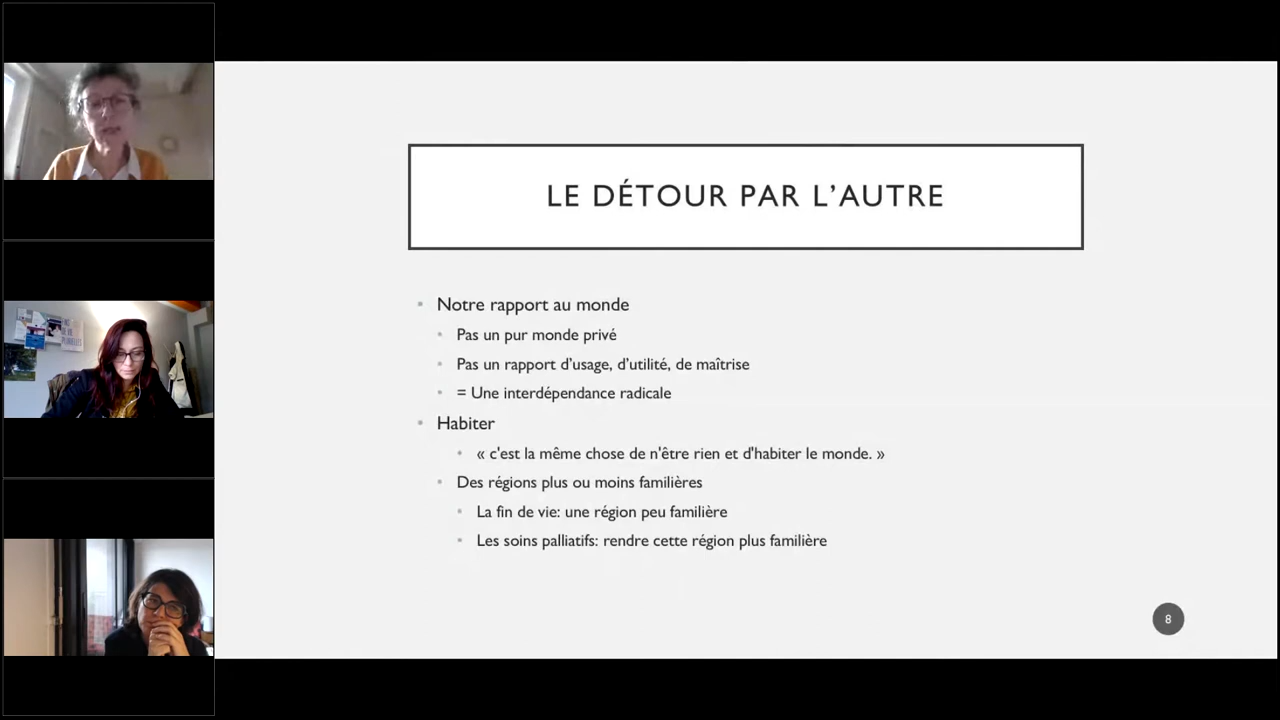 LE DÉTOUR PAR L’AUTRE
Notre rapport au monde
Pas un pur monde privé
Pas un rapport d’usage, d’utilité, de maîtrise
= Une interdépendance radicale
Habiter
« c'est la même chose de n'être rien et d'habiter le monde. »
Des régions plus ou moins familières
La fin de vie: une région peu familière
Les soins palliatifs: rendre cette région plus familière
8